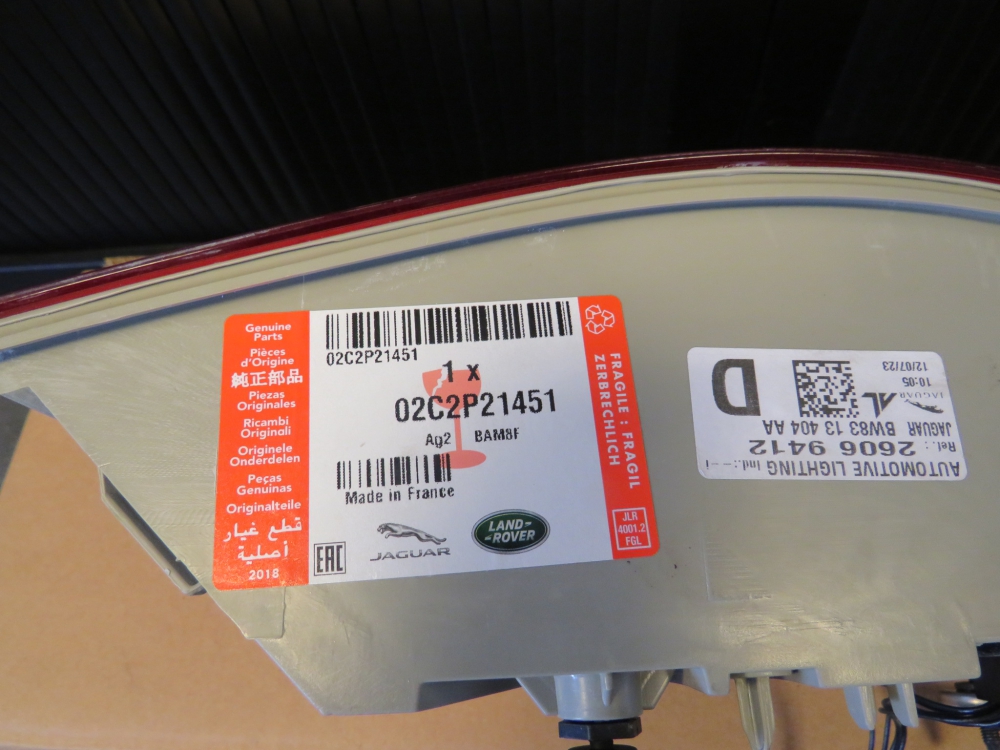 Genuine
Parts
Pièces
d'Origine
純正部品
Piezas
Originales
Ricambi
Originali
Originele
Onderdelen
Peças
Genuinas
Originalteile
قطع غيار
أصلية
2018
02C2P21451
1 x
02C2P21451
Ag2 BAM8F
Made in France
EAC
JAGUAR
LAND-
-ROVER
FRAGILE : FRAGIL
ZERBRECHLICH
JLR
4001.2
FGL
AUTOMOTIVE LIGHTING ind.:--i
Ref.: 2606 9412
JAGUAR BW83 13 404 AA
JAGUAR
AL
10:05
12/07/23
D